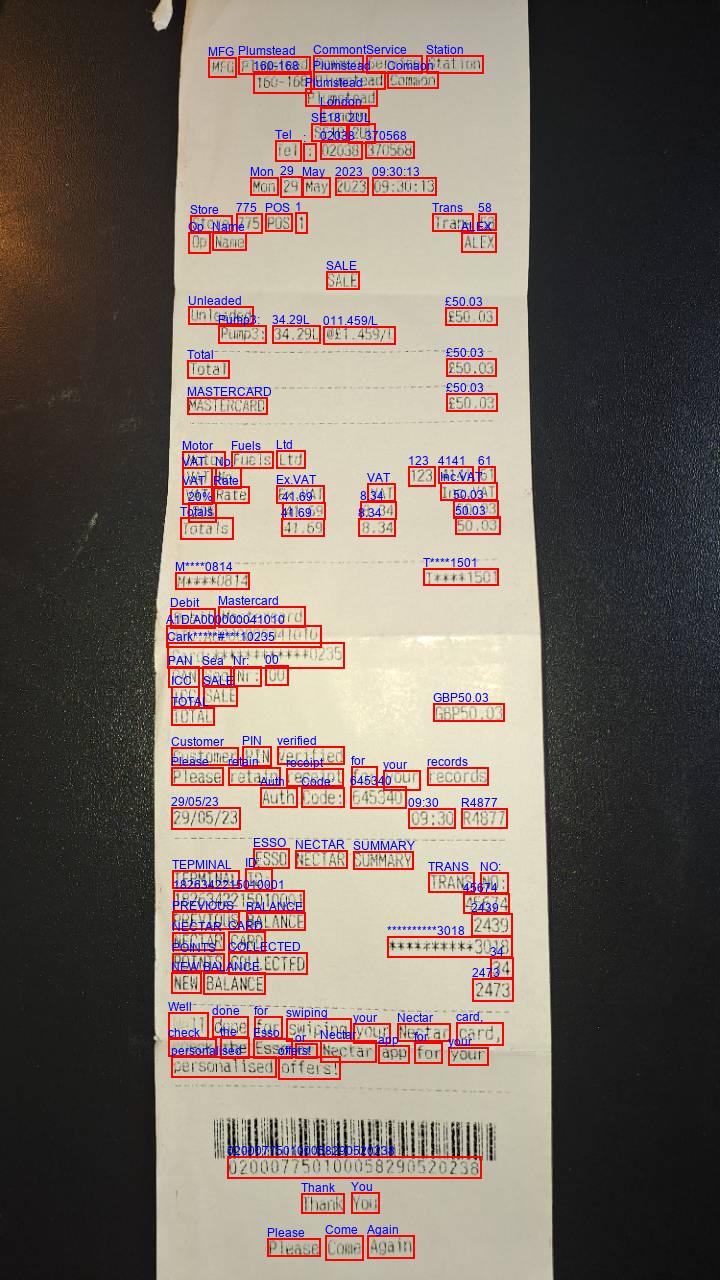 MFG Plumstead Common Service Station
160-168 Plumstead Common
Plumstead
London
SE18 2UL
Tel : 02038 370568
Mon 29 May 2023 09:30:13
Store 775 POS 1 Trans 58
Op Name ALEX
SALE
Unleaded £50.03
Pump3: 34.29L @£1.459/L
Total £50.03
MASTERCARD £50.03
Motor Fuels Ltd
VAT No. 123 4141 61
VAT Rate Ex.VAT VAT Inc.VAT
20% 41.69 8.34 50.03
Totals 41.69 8.34 50.03
M****0814 T****1501
Debit Mastercard
AID:A0000000041010
Card:************0235
PAN Seq Nr: 00
ICC SALE
TOTAL GBP50.03
Customer PIN verified
Please retain receipt for your records
Auth Code: 645340
29/05/23 09:30 R4877
ESSO NECTAR SUMMARY
TERMINAL ID: TRANS NO:
1826342215010001 45674
PREVIOUS BALANCE 2439
NECTAR CARD **********3018
POINTS COLLECTED 34
NEW BALANCE 2473
Well done for swiping your Nectar card,
check the Esso or Nectar app for your
personalised offers!
020007750100058290520238
Thank You
Please Come Again